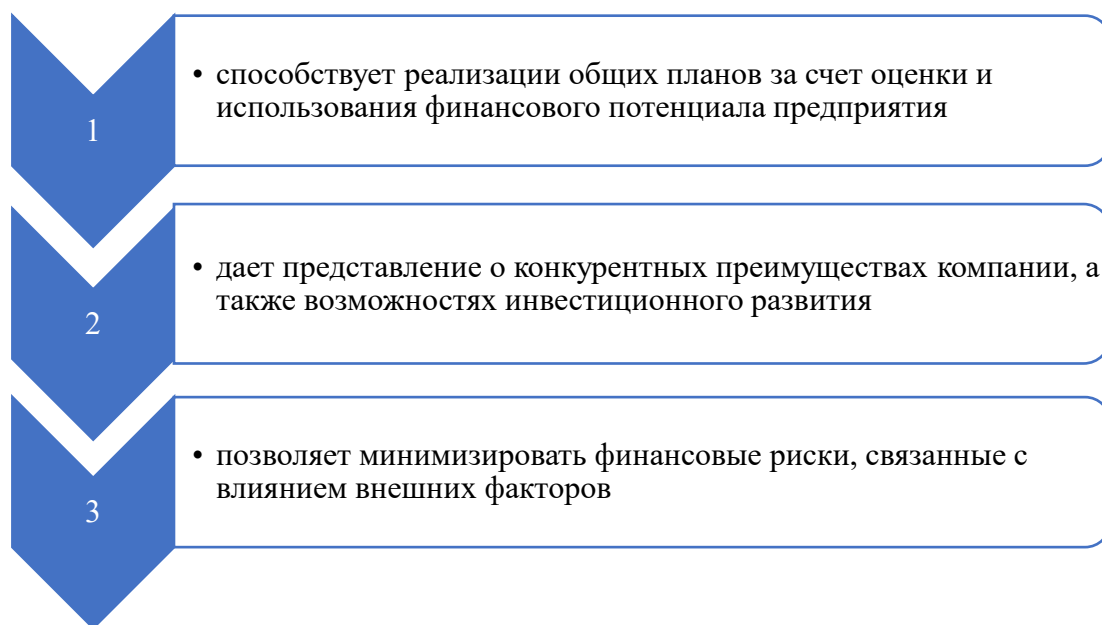 1
• способствует реализации общих планов за счет оценки и
использования финансового потенциала предприятия
2
• дает представление о конкурентных преимуществах компании, а
также возможностях инвестиционного развития
3
• позволяет минимизировать финансовые риски, связанные с
влиянием внешних факторов